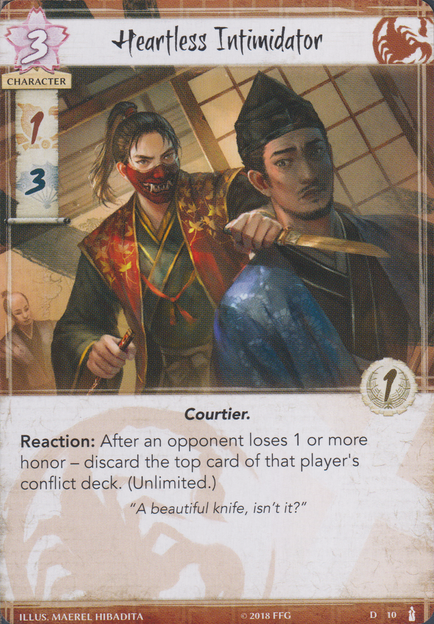 3
Heartless Intimidator
CHARACTER
1
3
1
Courtier.
Reaction: After an opponent loses 1 or more
honor – discard the top card of that player's
conflict deck. (Unlimited.)
“A beautiful knife, isn’t it?”
ILLUS. MAEREL HIBADITA © 2018 FFG D 10